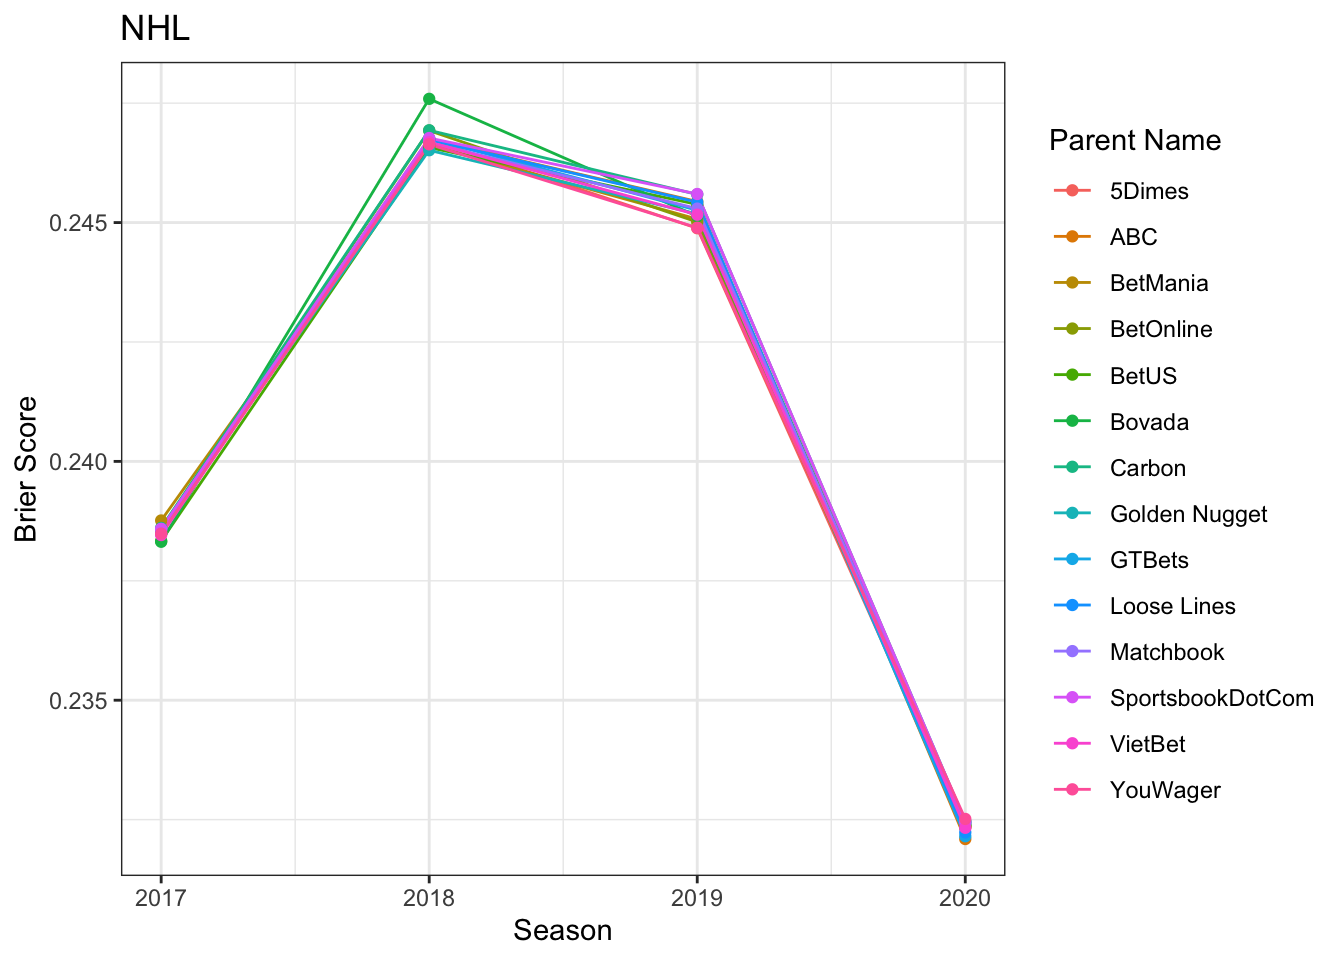 NHL
Brier Score
0.245
0.240
0.235
2017
2018
2019
2020
Season
Parent Name
5Dimes
ABC
BetMania
BetOnline
BetUS
Bovada
Carbon
Golden Nugget
GTBets
Loose Lines
Matchbook
SportsbookDotCom
VietBet
YouWager